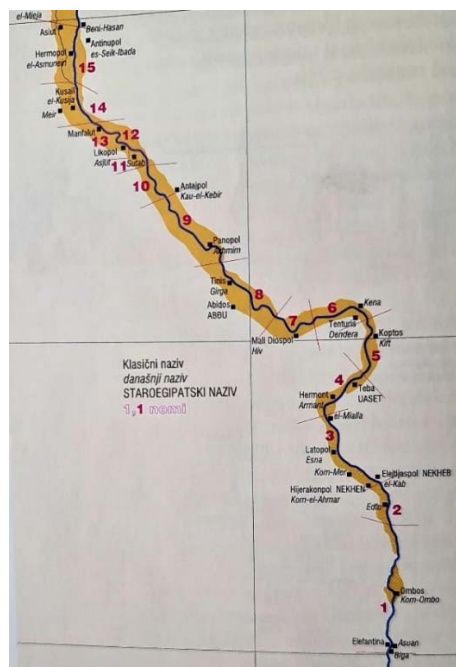 el-Mieja
Asiut
Beni-Hasan
Antinupol
es-Seik-Ibada
Hermopol
el-Asmunein
15
Kusait
el-Kusija
14
Meir
Manfalut
12
13
Likopol
Asjut
11
Sutab
10
Antajpol
Kau-el-Kebir
9
Panopol
Akhmim
Tinis
Girga
8
Abidos
ABĐU
7
6
Kena
Tentiria
Dendera
Mali Diospol
Hiv
Koptos
Kift
5
4
Teba
UASET
Hermont
Armant
el-Mialla
3
Latopol
Esna
Kom-Mer
Elejtijaspol NEKHEB
el-Kab
Hijerakonpol NEKHEN
Kom-el-Ahmar
Edfu
2
Ombos
Kom-Ombo
1
Elefantina
Asuan
Biga
Klasični naziv
današnji naziv
STAROEGIPATSKI NAZIV
1,1 nomi